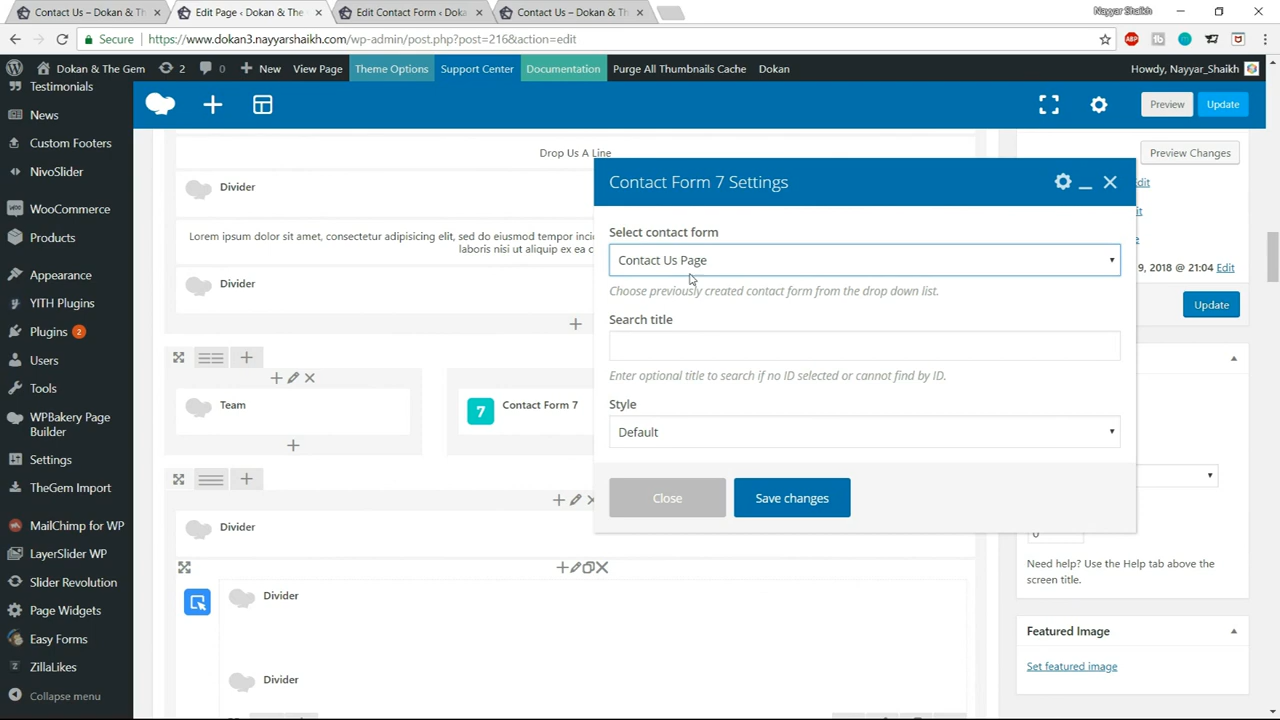 Contact Us – Dokan & Th
Edit Page ‹ Dokan & The
Edit Contact Form ‹ Doka
Contact Us – Dokan & Th
Nayyar Shaikh
Secure
https://www.dokan3.nayyarshaikh.com/wp-admin/post.php?post=216&action=edit
ABP
Dokan & The Gem
2
0
New
View Page
Theme Options
Support Center
Documentation
Purge All Thumbnails Cache
Dokan
Howdy, Nayyar_Shaikh
Testimonials
News
Custom Footers
NivoSlider
WooCommerce
Products
Appearance
YITH Plugins
Plugins 2
Users
Tools
WPBakery Page
Builder
Settings
TheGem Import
MailChimp for WP
LayerSlider WP
Slider Revolution
Page Widgets
Easy Forms
ZillaLikes
Collapse menu
Preview
Update
Drop Us A Line
Divider
Lorem ipsum dolor sit amet, consectetur adipisicing elit, sed do eiusmod tempor inci
laboris nisi ut aliquip ex ea c
Divider
Team
7
Contact Form 7
Divider
Divider
Divider
Contact Form 7 Settings
Select contact form
Contact Us Page
Choose previously created contact form from the drop down list.
Search title
Enter optional title to search if no ID selected or cannot find by ID.
Style
Default
Close
Save changes
Preview Changes
dit
it
e
9, 2018 @ 21:04 Edit
Update
0
Need help? Use the Help tab above the
screen title.
Featured Image
Set featured image